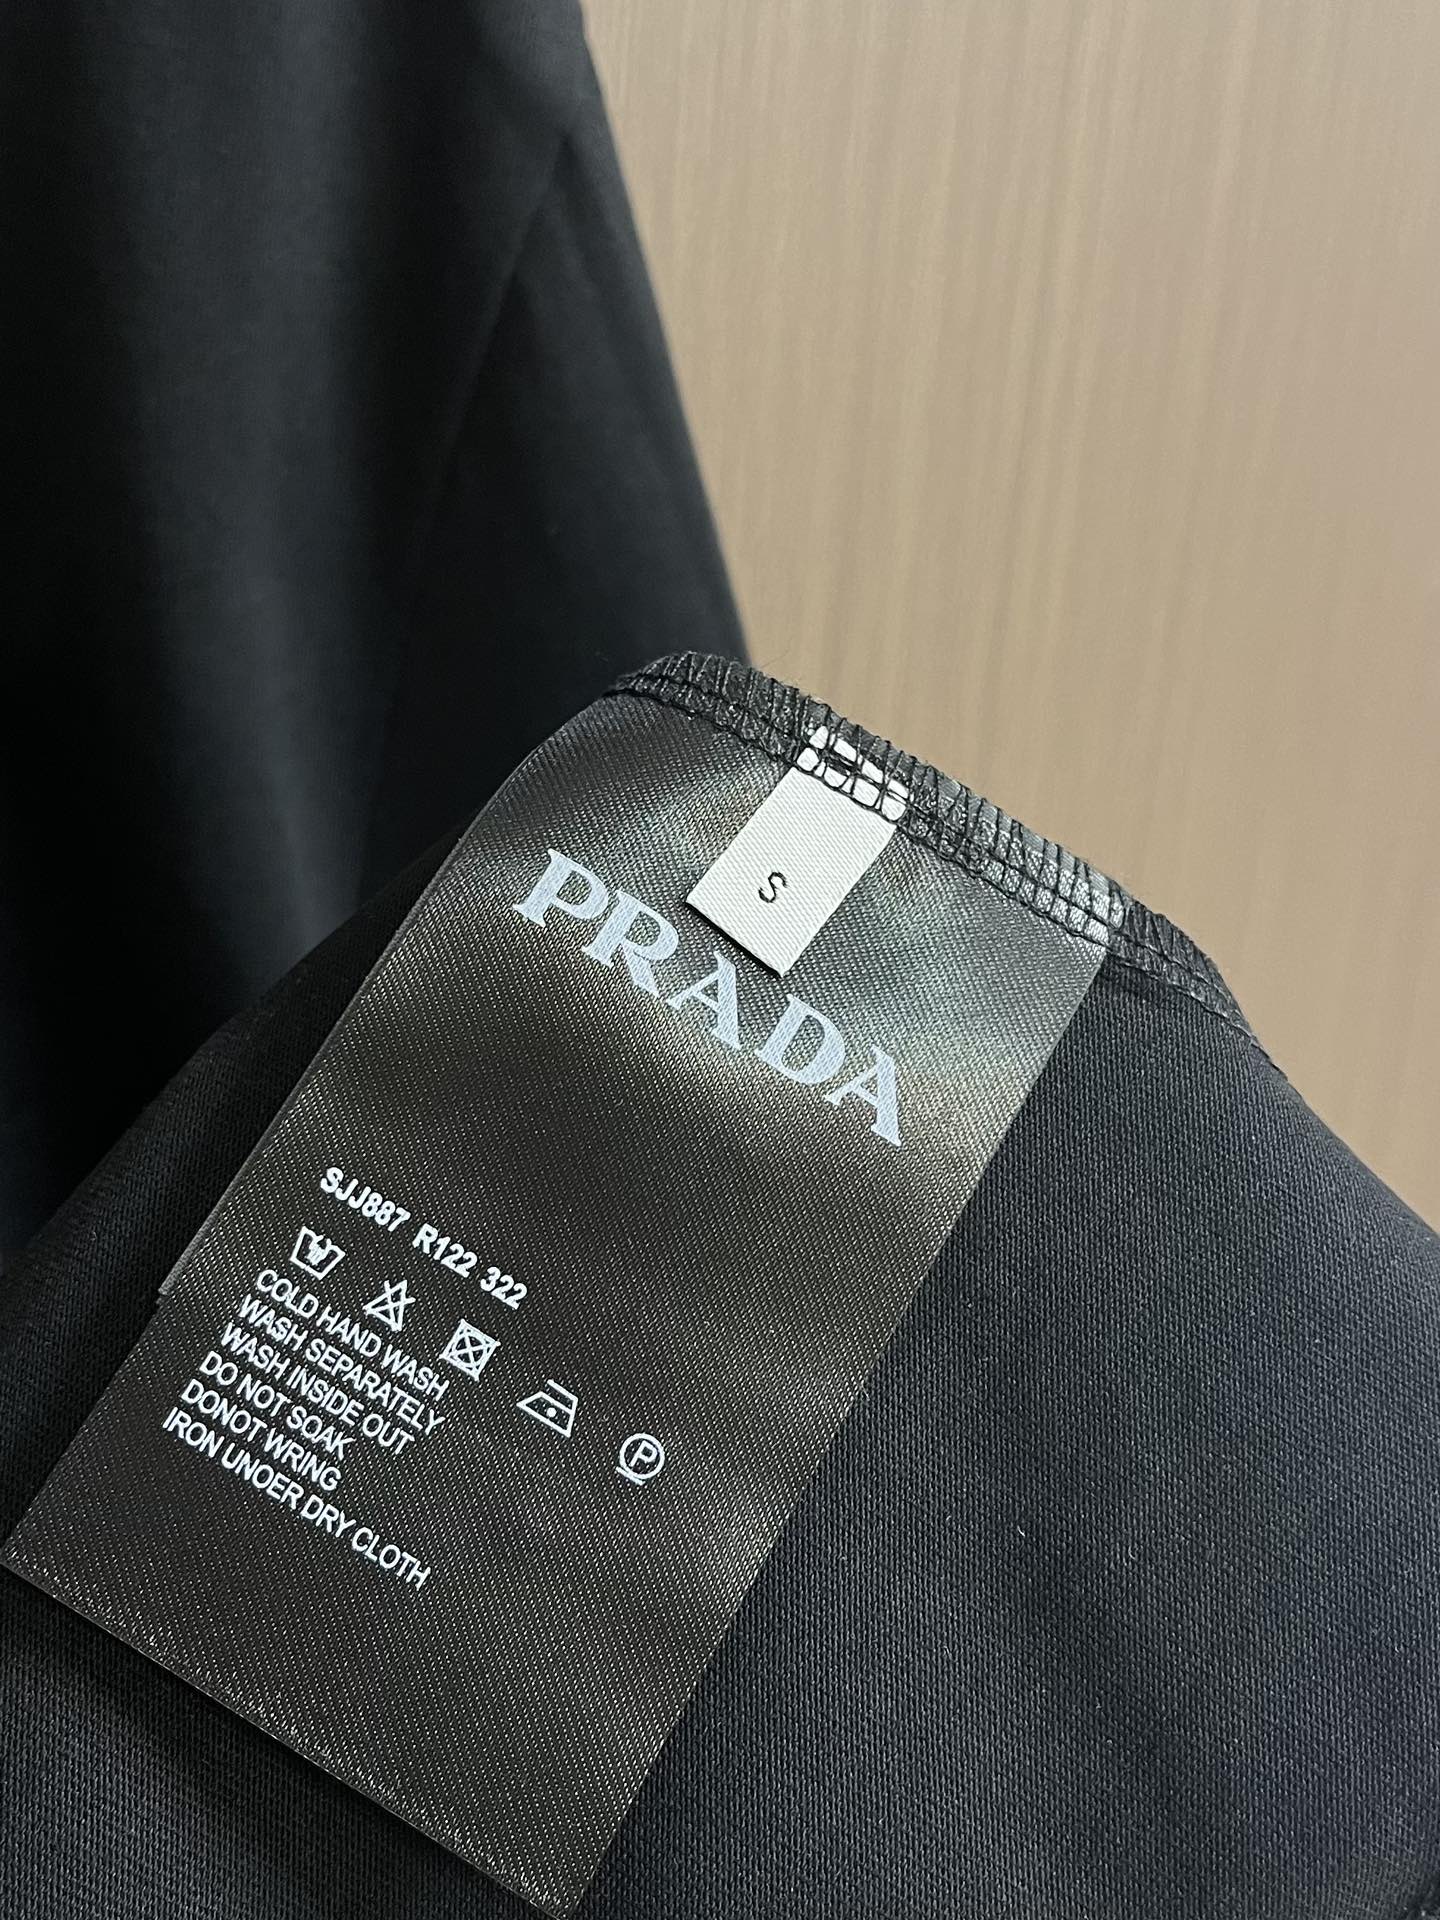 S
PRADA
SJJ887 R122 322
P
COLD HAND WASH
WASH SEPARATELY
WASH INSIDE OUT
DO NOT SOAK
DONOT WRING
IRON UNOER DRY CLOTH